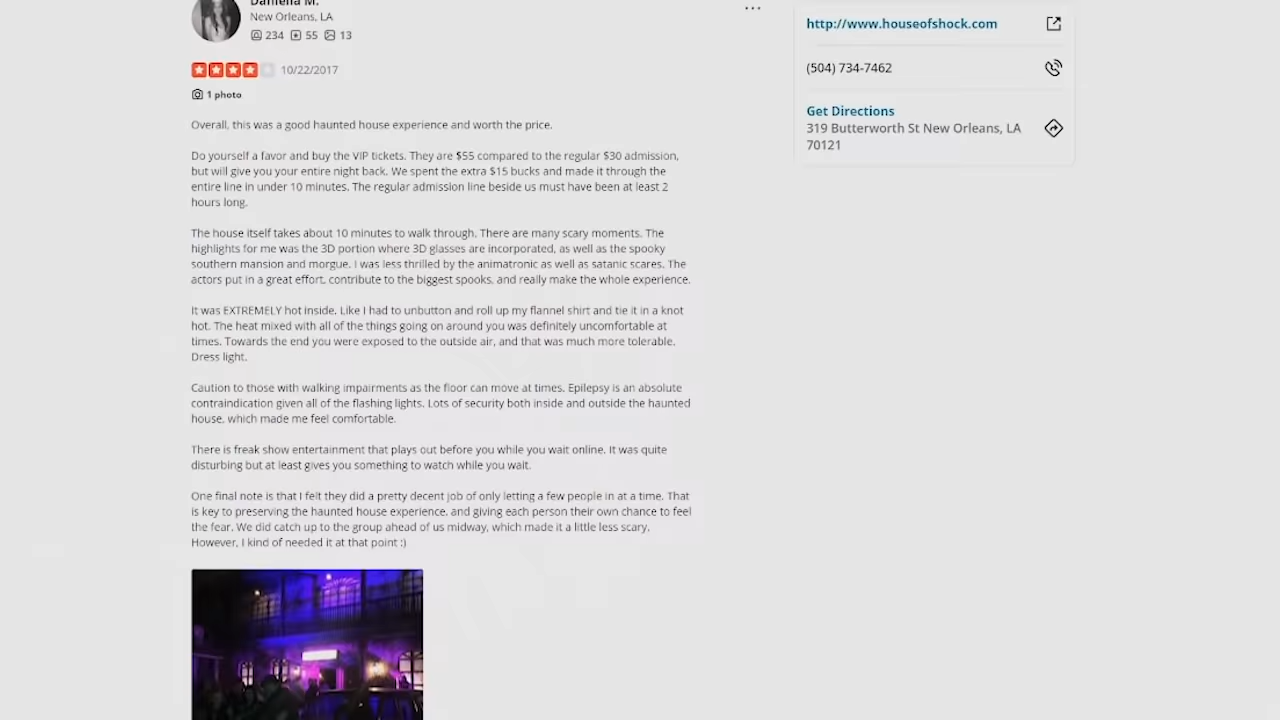 Daniella M.
New Orleans, LA
234 55 13
10/22/2017
1 photo
Overall, this was a good haunted house experience and worth the price.
Do yourself a favor and buy the VIP tickets. They are $55 compared to the regular $30 admission,
but will give you your entire night back. We spent the extra $15 bucks and made it through the
entire line in under 10 minutes. The regular admission line beside us must have been at least 2
hours long.
The house itself takes about 10 minutes to walk through. There are many scary moments. The
highlights for me was the 3D portion where 3D glasses are incorporated, as well as the spooky
southern mansion and morgue. I was less thrilled by the animatronic as well as satanic scares. The
actors put in a great effort, contribute to the biggest spooks, and really make the whole experience.
It was EXTREMELY hot inside. Like I had to unbutton and roll up my flannel shirt and tie it in a knot
hot. The heat mixed with all of the things going on around you was definitely uncomfortable at
times. Towards the end you were exposed to the outside air, and that was much more tolerable.
Dress light.
Caution to those with walking impairments as the floor can move at times. Epilepsy is an absolute
contraindication given all of the flashing lights. Lots of security both inside and outside the haunted
house, which made me feel comfortable.
There is freak show entertainment that plays out before you while you wait online. It was quite
disturbing but at least gives you something to watch while you wait.
One final note is that I felt they did a pretty decent job of only letting a few people in at a time. That
is key to preserving the haunted house experience, and giving each person their own chance to feel
the fear. We did catch up to the group ahead of us midway, which made it a little less scary.
However, I kind of needed it at that point :)
http://www.houseofshock.com
(504) 734-7462
Get Directions
319 Butterworth St New Orleans, LA
70121